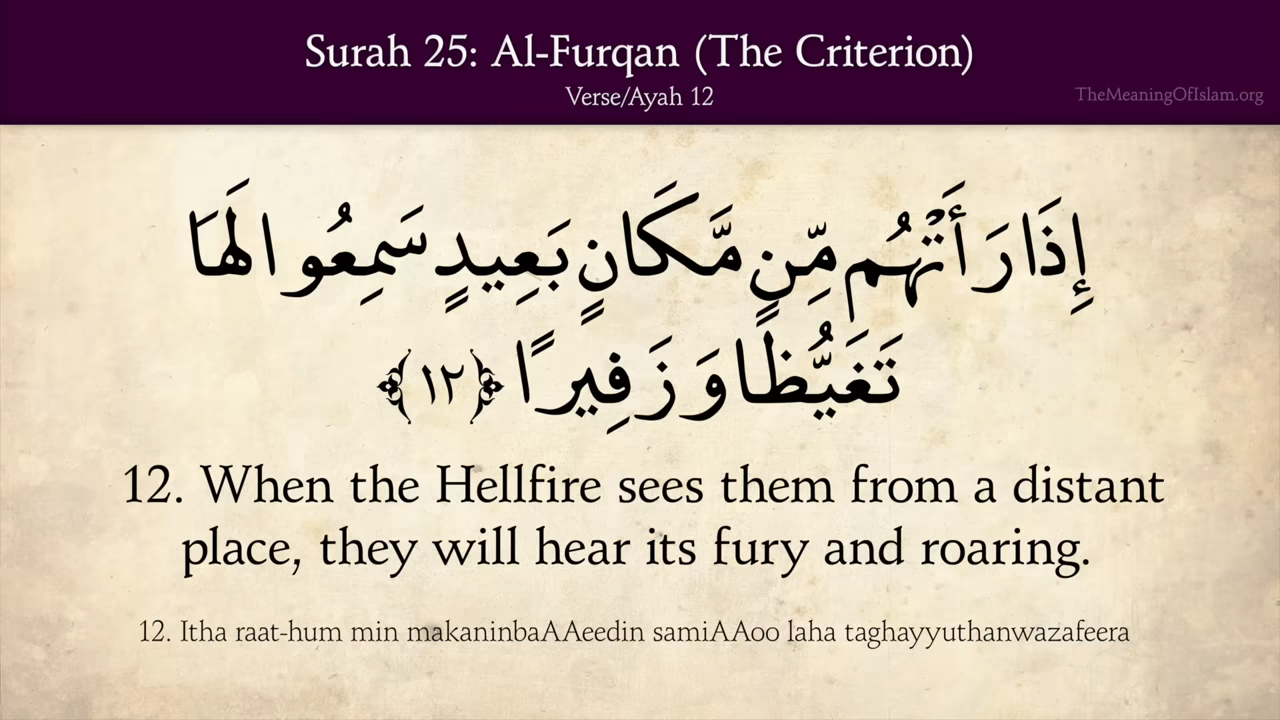 Surah 25: Al-Furqan (The Criterion)
Verse/Ayah 12
TheMeaningOfIslam.org
إِذَا رَأَتْهُم مِّن مَّكَانٍ بَعِيدٍ سَمِعُوا لَهَا
تَغَيُّظًا وَزَفِيرًا ﴿١٢﴾
12. When the Hellfire sees them from a distant
place, they will hear its fury and roaring.
12. Itha raat-hum min makaninbaAAeedin samiAAoo laha taghayyuthanwazafeera